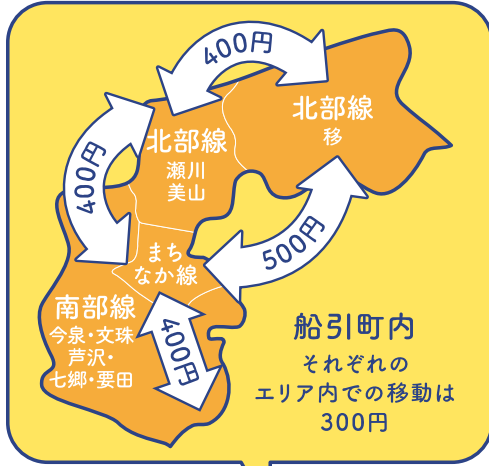 400円
北部線
移
北部線
瀬川
美山
400円
500円
まち
なか線
南部線
今泉・文珠
芦沢・
七郷・要田
400円
船引町内
それぞれの
エリア内での移動は
300円